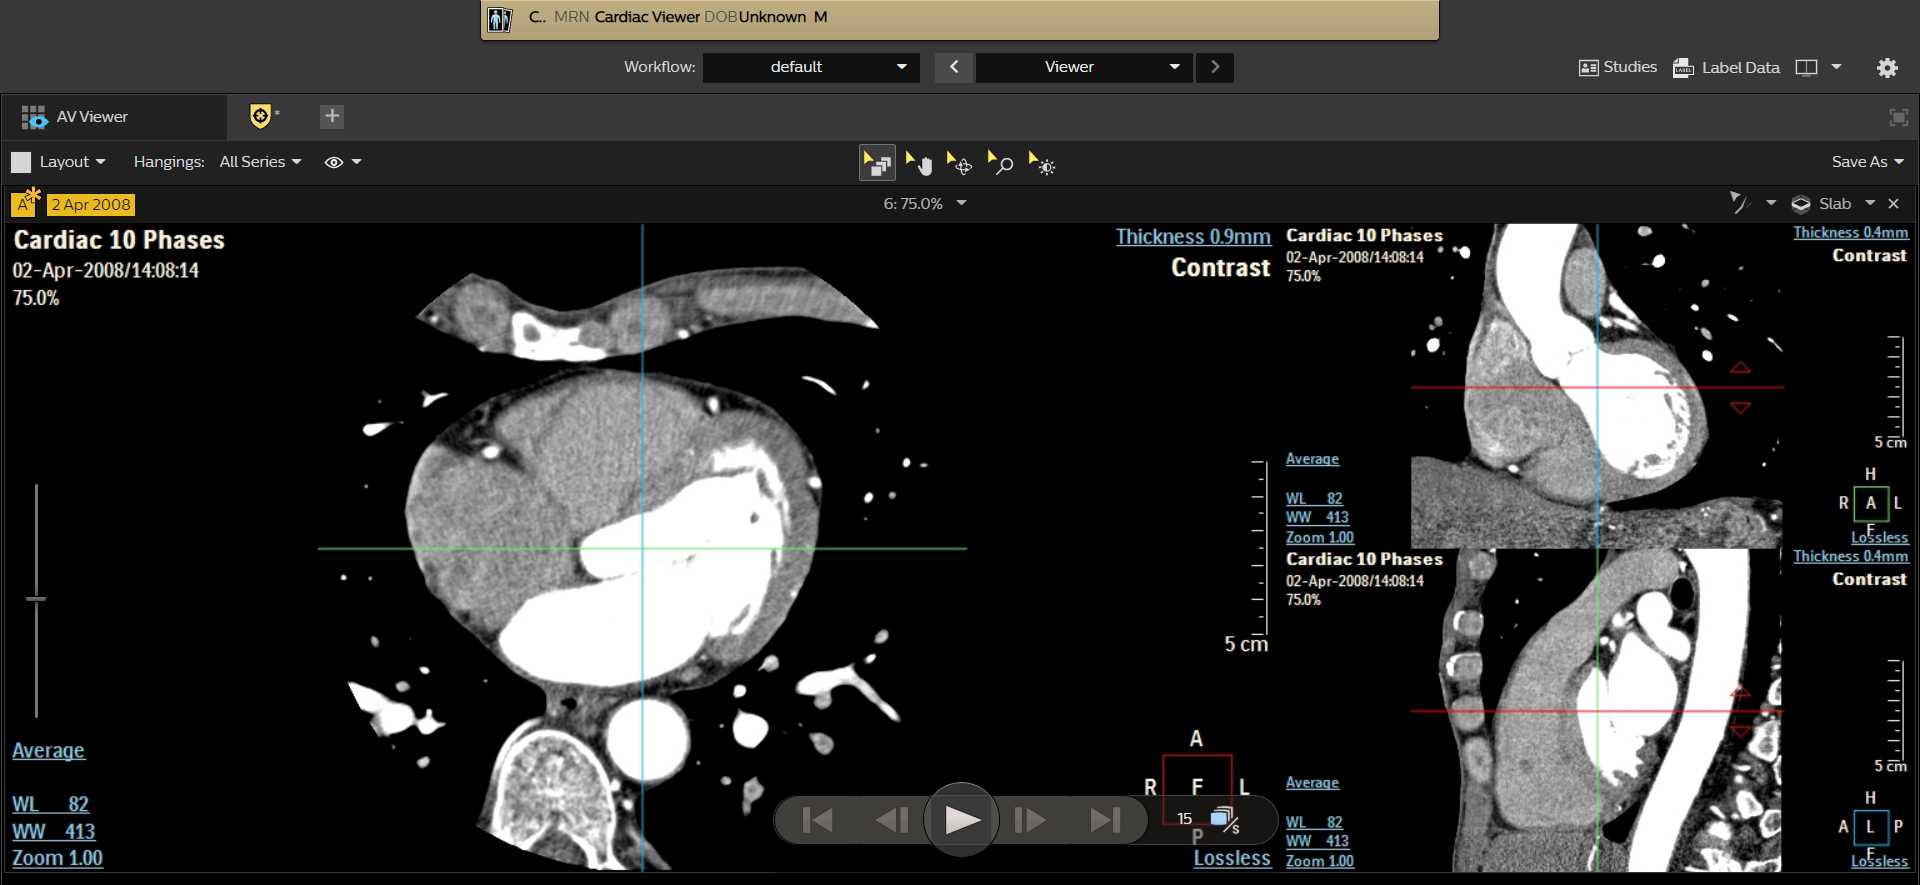 C.. MRN Cardiac Viewer DOB Unknown M
Workflow: default Viewer Studies Label Data
AV Viewer *
Layout Hangings: All Series Save As
A 2 Apr 2008 6: 75.0% Slab
Cardiac 10 Phases
02-Apr-2008/14:08:14
75.0%
Thickness 0.9mm
Contrast
5 cm
Average
WL 82
WW 413
Zoom 1.00
A
R F L
P
15 /s
Lossless
Cardiac 10 Phases
02-Apr-2008/14:08:14
75.0%
Thickness 0.4mm
Contrast
5 cm
Average
WL 82
WW 413
Zoom 1.00
H
R A L
F
Lossless
Cardiac 10 Phases
02-Apr-2008/14:08:14
75.0%
Thickness 0.4mm
Contrast
5 cm
Average
WL 82
WW 413
Zoom 1.00
H
A L P
F
Lossless